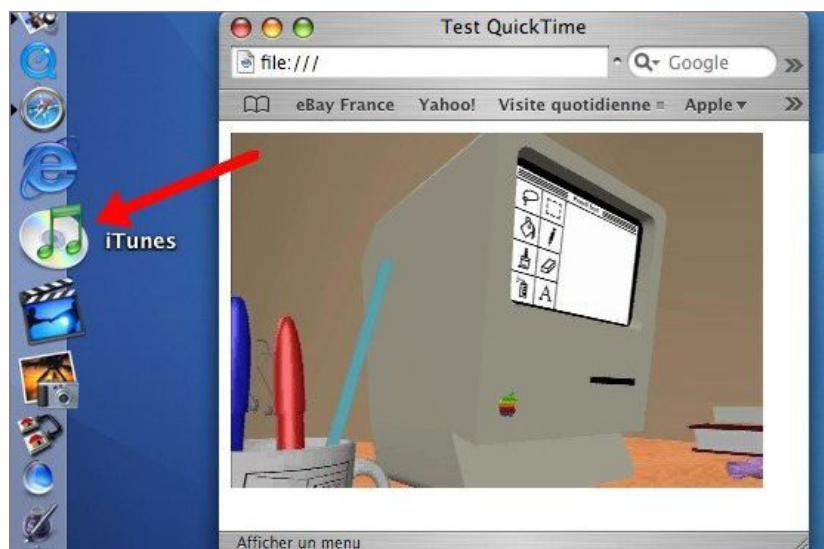 Test QuickTime
file:///
Google
eBay France Yahoo! Visite quotidienne Apple
iTunes
A
Afficher un menu